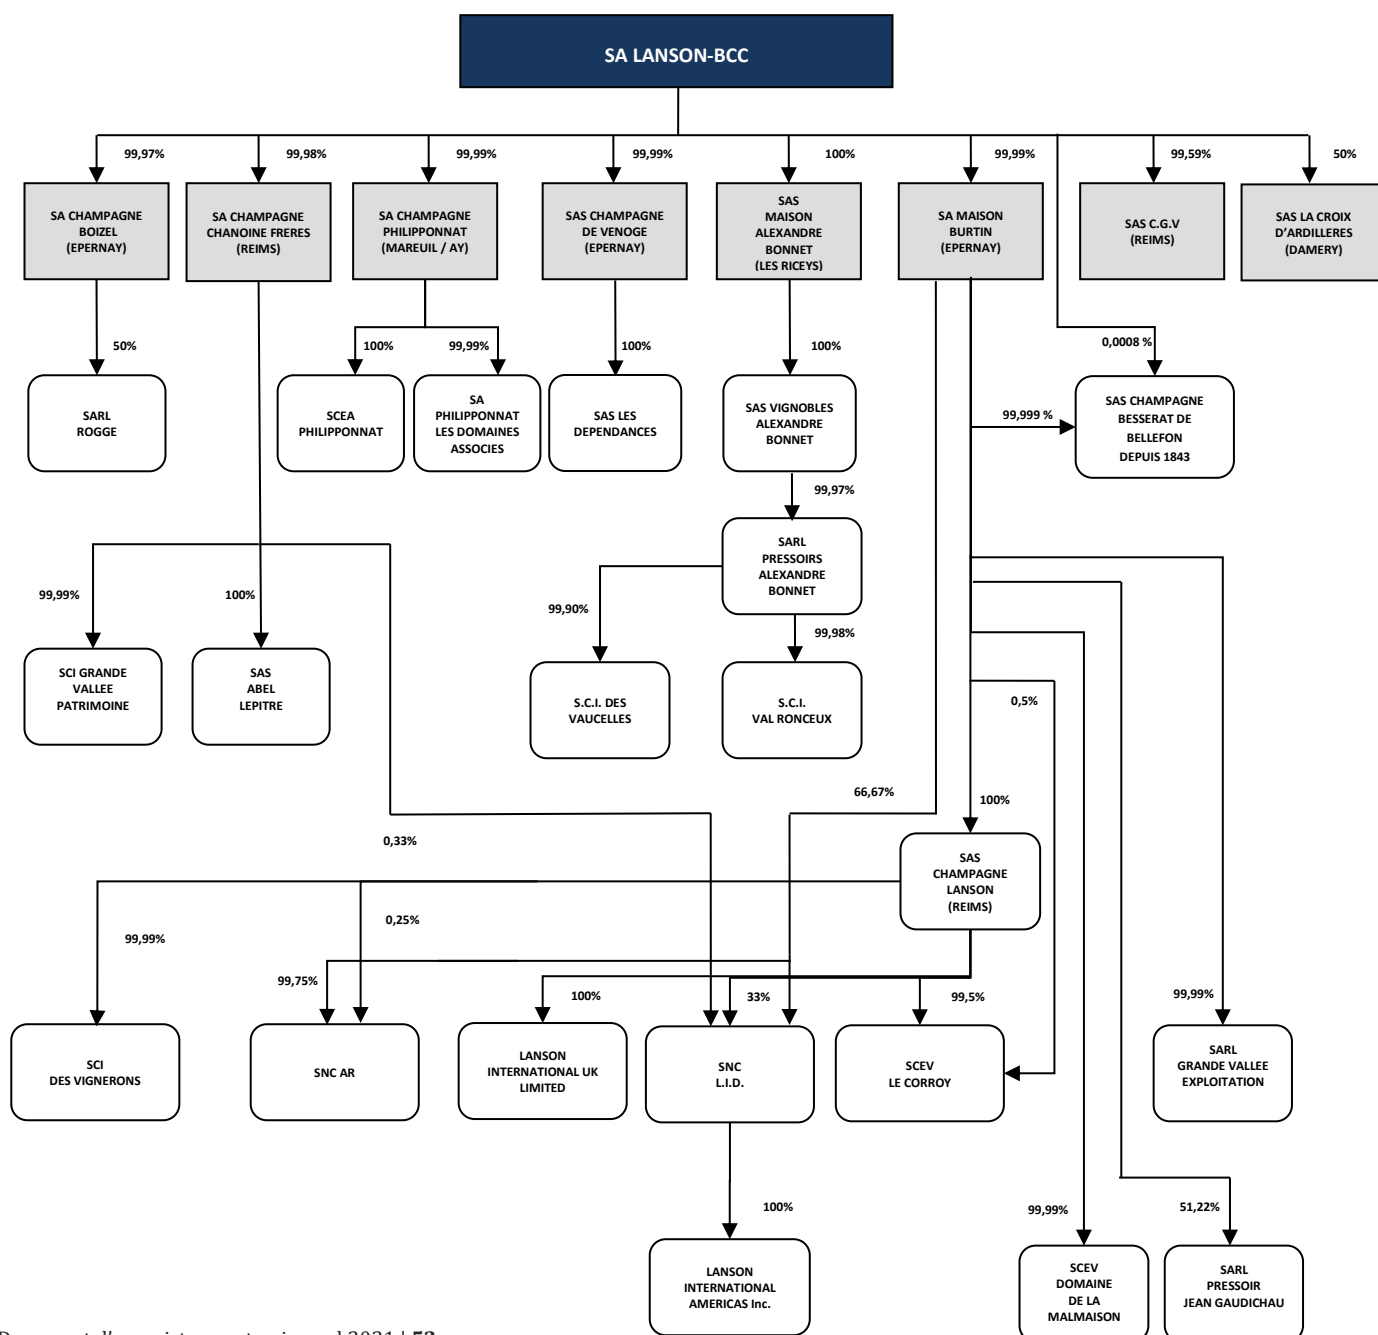 SA LANSON-BCC
99,97%
99,98%
99,99%
99,99%
100%
99,99%
99,59%
50%
SA CHAMPAGNE
BOIZEL
(EPERNAY)
SA CHAMPAGNE
CHANOINE FRERES
(REIMS)
SA CHAMPAGNE
PHILIPPONNAT
(MAREUIL / AY)
SAS CHAMPAGNE
DE VENOGE
(EPERNAY)
SAS
MAISON
ALEXANDRE
BONNET
(LES RICEYS)
SA MAISON
BURTIN
(EPERNAY)
SAS C.G.V
(REIMS)
SAS LA CROIX
D'ARDILLERES
(DAMERY)
50%
100%
99,99%
100%
100%
0,0008 %
SARL
ROGGE
SCEA
PHILIPPONNAT
SA
PHILIPPONNAT
LES DOMAINES
ASSOCIES
SAS LES
DEPENDANCES
SAS VIGNOBLES
ALEXANDRE
BONNET
99,999 %
SAS CHAMPAGNE
BESSERAT DE
BELLEFON
DEPUIS 1843
99,97%
SARL
PRESSOIRS
ALEXANDRE
BONNET
99,99%
100%
99,90%
99,98%
SCI GRANDE
VALLEE
PATRIMOINE
SAS
ABEL
LEPITRE
S.C.I. DES
VAUCELLES
S.C.I.
VAL RONCEUX
0,5%
66,67%
100%
0,33%
SAS
CHAMPAGNE
LANSON
(REIMS)
0,25%
99,99%
99,75%
100%
33%
99,5%
99,99%
SCI
DES VIGNERONS
SNC AR
LANSON
INTERNATIONAL UK
LIMITED
SNC
L.I.D.
SCEV
LE CORROY
SARL
GRANDE VALLEE
EXPLOITATION
100%
99,99%
51,22%
LANSON
INTERNATIONAL
AMERICAS Inc.
SCEV
DOMAINE
DE LA
MALMAISON
SARL
PRESSOIR
JEAN GAUDICHAU